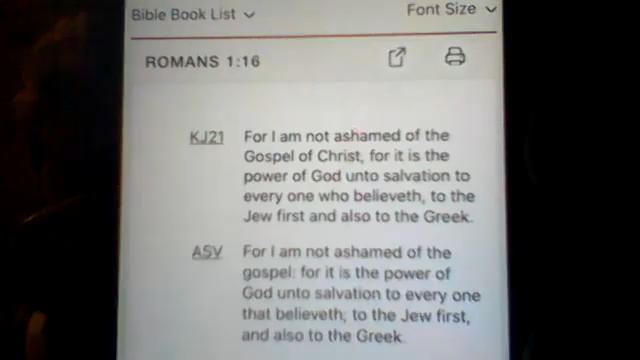 Bible Book List
Font Size
ROMANS 1:16
KJ21
For I am not ashamed of the
Gospel of Christ, for it is the
power of God unto salvation to
every one who believeth, to the
Jew first and also to the Greek.
ASV
For I am not ashamed of the
gospel: for it is the power of
God unto salvation to every one
that believeth; to the Jew first,
and also to the Greek.